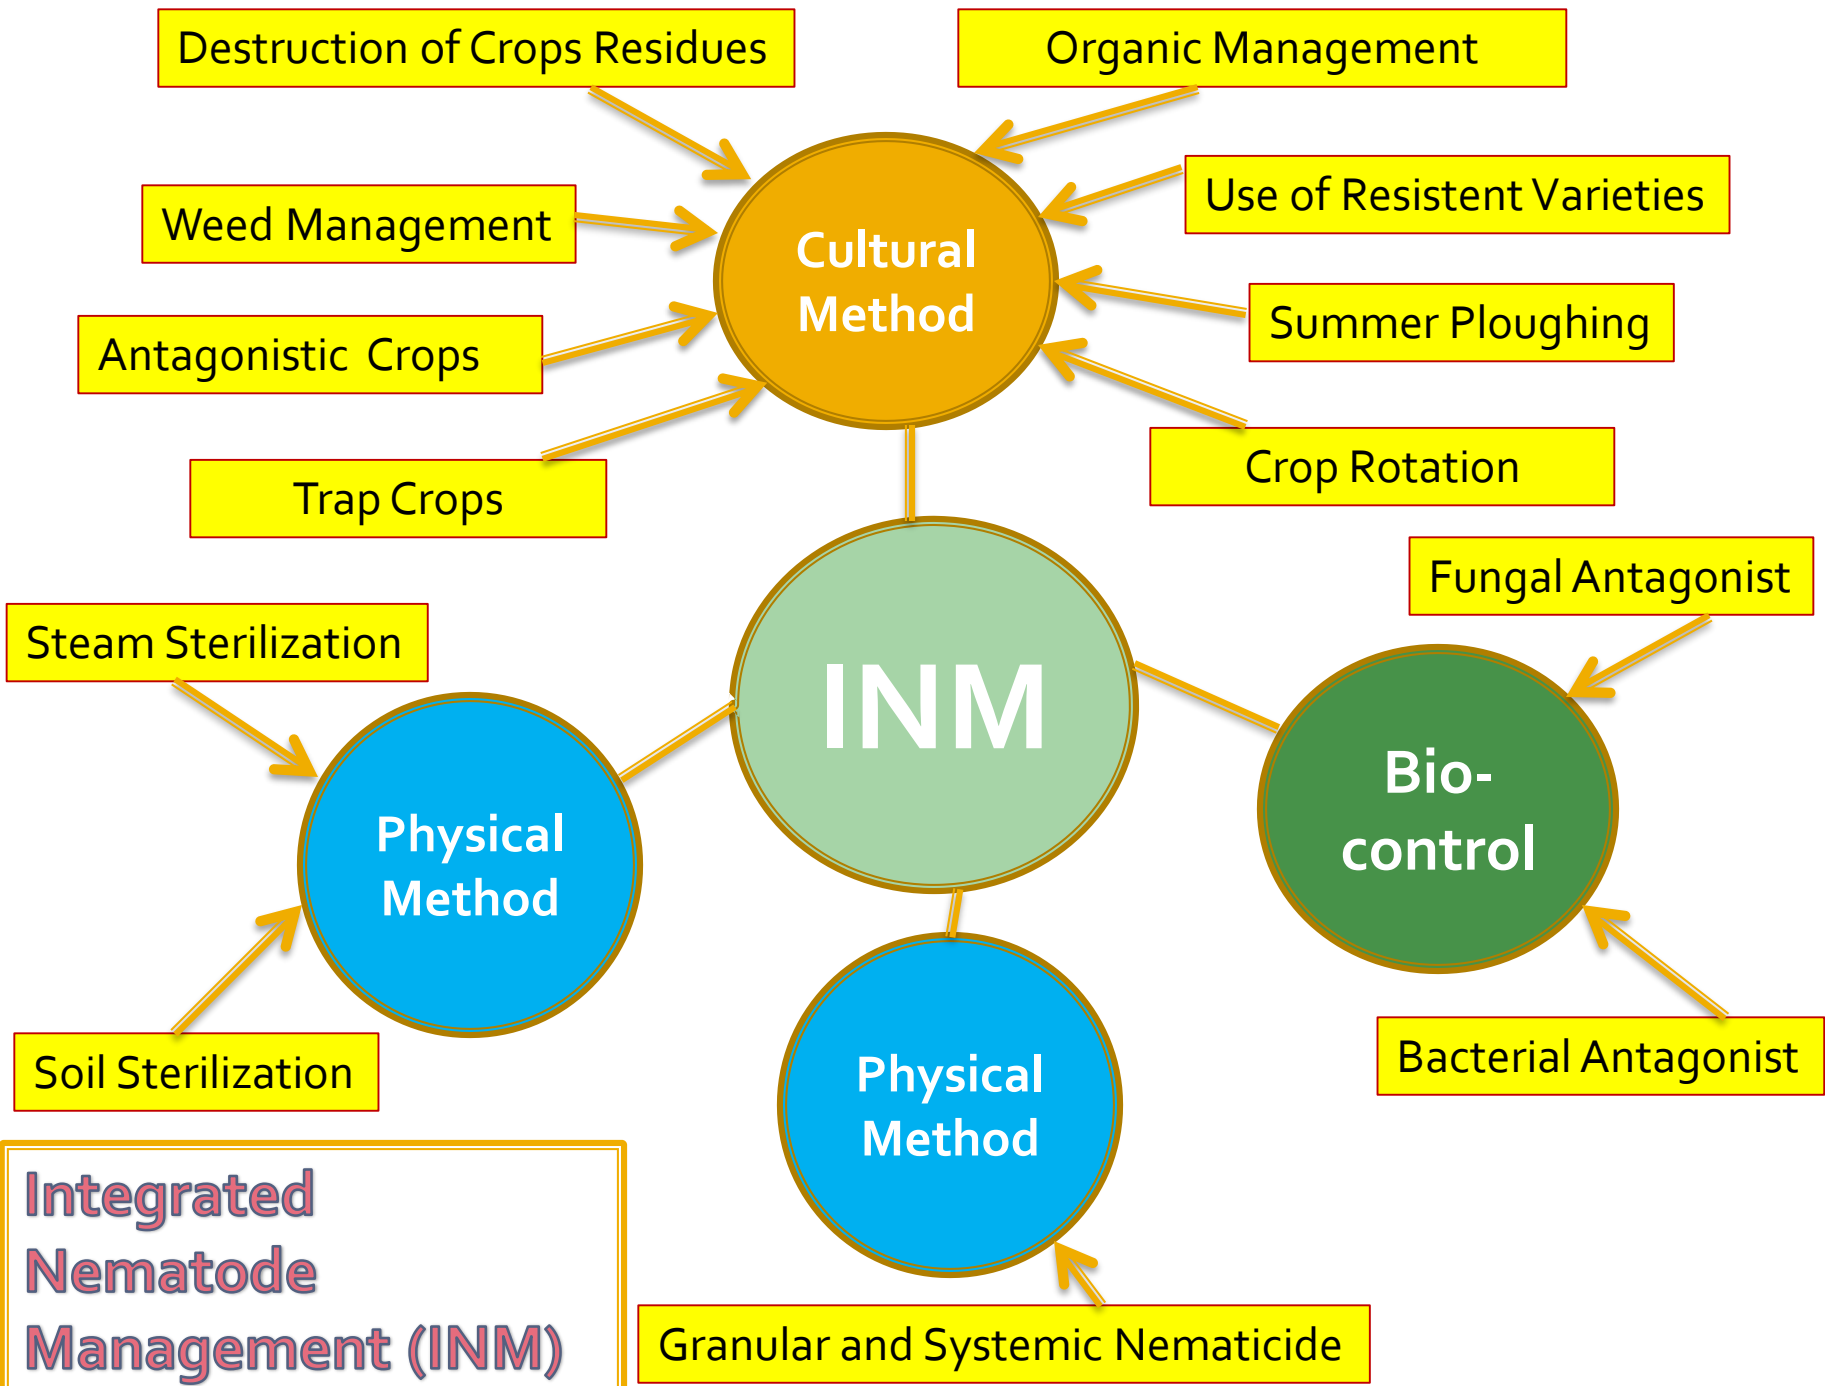 Destruction of Crops Residues
Organic Management
Weed Management
Use of Resistent Varieties
Cultural
Method
Antagonistic Crops
Summer Ploughing
Trap Crops
Crop Rotation
Fungal Antagonist
Steam Sterilization
INM
Bio-
control
Physical
Method
Soil Sterilization
Bacterial Antagonist
Physical
Method
Granular and Systemic Nematicide
Integrated
Nematode
Management (INM)